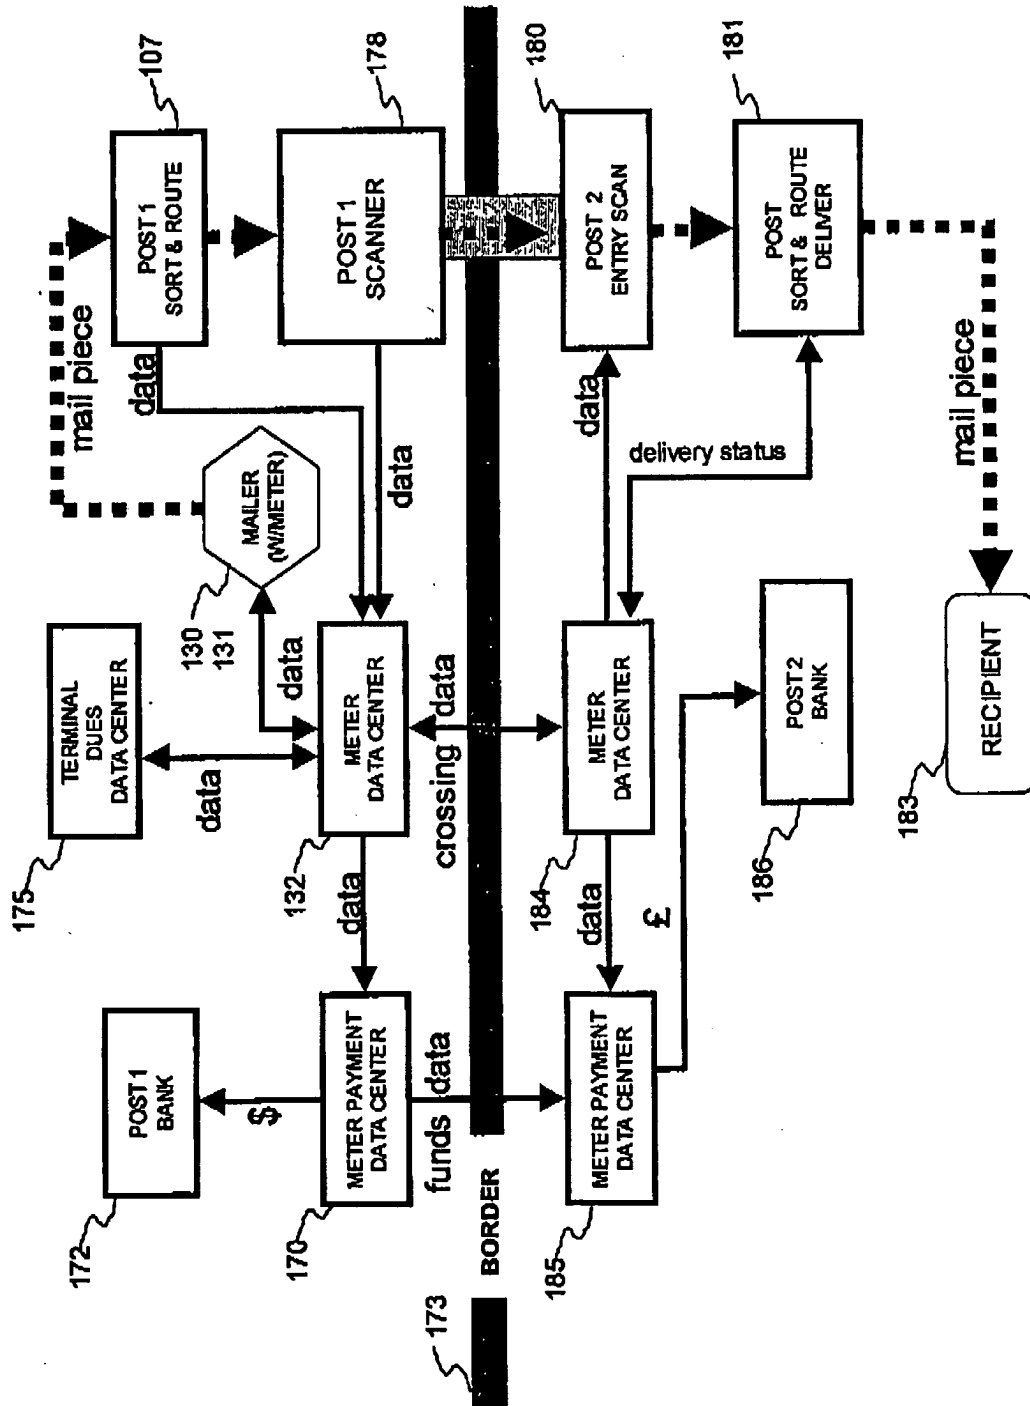 172
POST 1
BANK
$
170
METER PAYMENT
DATA CENTER
funds data
173
BORDER
185
METER PAYMENT
DATA CENTER
£
175
TERMINAL
DUES
DATA CENTER
data
132
METER
DATA CENTER
data
crossing data
184
METER
DATA CENTER
data
186
POST2
BANK
130
131
MAILER
(W/METER)
data
mail piece
107
POST 1
SORT & ROUTE
data
178
POST 1
SCANNER
data
180
POST 2
ENTRY SCAN
data
181
POST
SORT & ROUTE
DELIVER
delivery status
mail piece
183
RECIPIENT